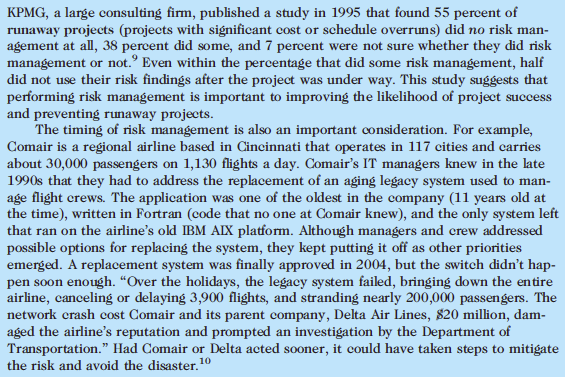 KPMG, a large consulting firm, published a study in 1995 that found 55 percent of
runaway projects (projects with significant cost or schedule overruns) did no risk man-
agement at all, 38 percent did some, and 7 percent were not sure whether they did risk
management or not.9 Even within the percentage that did some risk management, half
did not use their risk findings after the project was under way. This study suggests that
performing risk management is important to improving the likelihood of project success
and preventing runaway projects.
The timing of risk management is also an important consideration. For example,
Comair is a regional airline based in Cincinnati that operates in 117 cities and carries
about 30,000 passengers on 1,130 flights a day. Comair's IT managers knew in the late
1990s that they had to address the replacement of an aging legacy system used to man-
age flight crews. The application was one of the oldest in the company (11 years old at
the time), written in Fortran (code that no one at Comair knew), and the only system left
that ran on the airline's old IBM AIX platform. Although managers and crew addressed
possible options for replacing the system, they kept putting it off as other priorities
emerged. A replacement system was finally approved in 2004, but the switch didn't hap-
pen soon enough. "Over the holidays, the legacy system failed, bringing down the entire
airline, canceling or delaying 3,900 flights, and stranding nearly 200,000 passengers. The
network crash cost Comair and its parent company, Delta Air Lines, $20 million, dam-
aged the airline's reputation and prompted an investigation by the Department of
Transportation." Had Comair or Delta acted sooner, it could have taken steps to mitigate
the risk and avoid the disaster.10